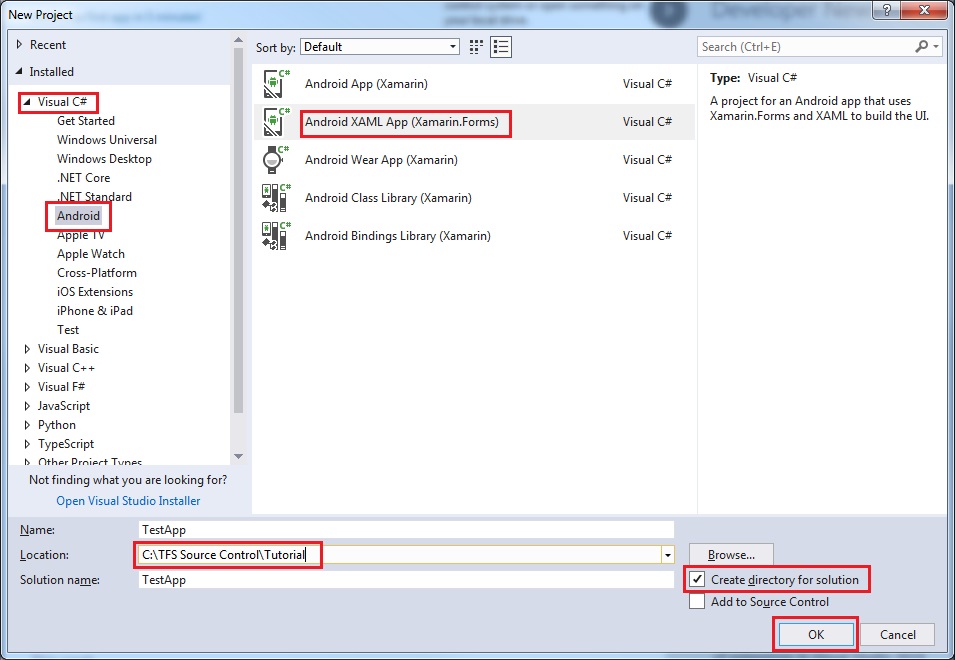 New Project
Recent
Installed
Visual C#
Get Started
Windows Universal
Windows Desktop
.NET Core
.NET Standard
Android
Apple TV
Apple Watch
Cross-Platform
iOS Extensions
iPhone & iPad
Test
Visual Basic
Visual C++
Visual F#
JavaScript
Python
TypeScript
Other Project Types
Not finding what you are looking for?
Open Visual Studio Installer
Sort by: Default
Android App (Xamarin) Visual C#
Android XAML App (Xamarin.Forms) Visual C#
Android Wear App (Xamarin) Visual C#
Android Class Library (Xamarin) Visual C#
Android Bindings Library (Xamarin) Visual C#
Search (Ctrl+E)
Type: Visual C#
A project for an Android app that uses
Xamarin.Forms and XAML to build the UI.
Name: TestApp
Location: C:\TFS Source Control\Tutorial
Browse...
Solution name: TestApp
Create directory for solution
Add to Source Control
OK
Cancel